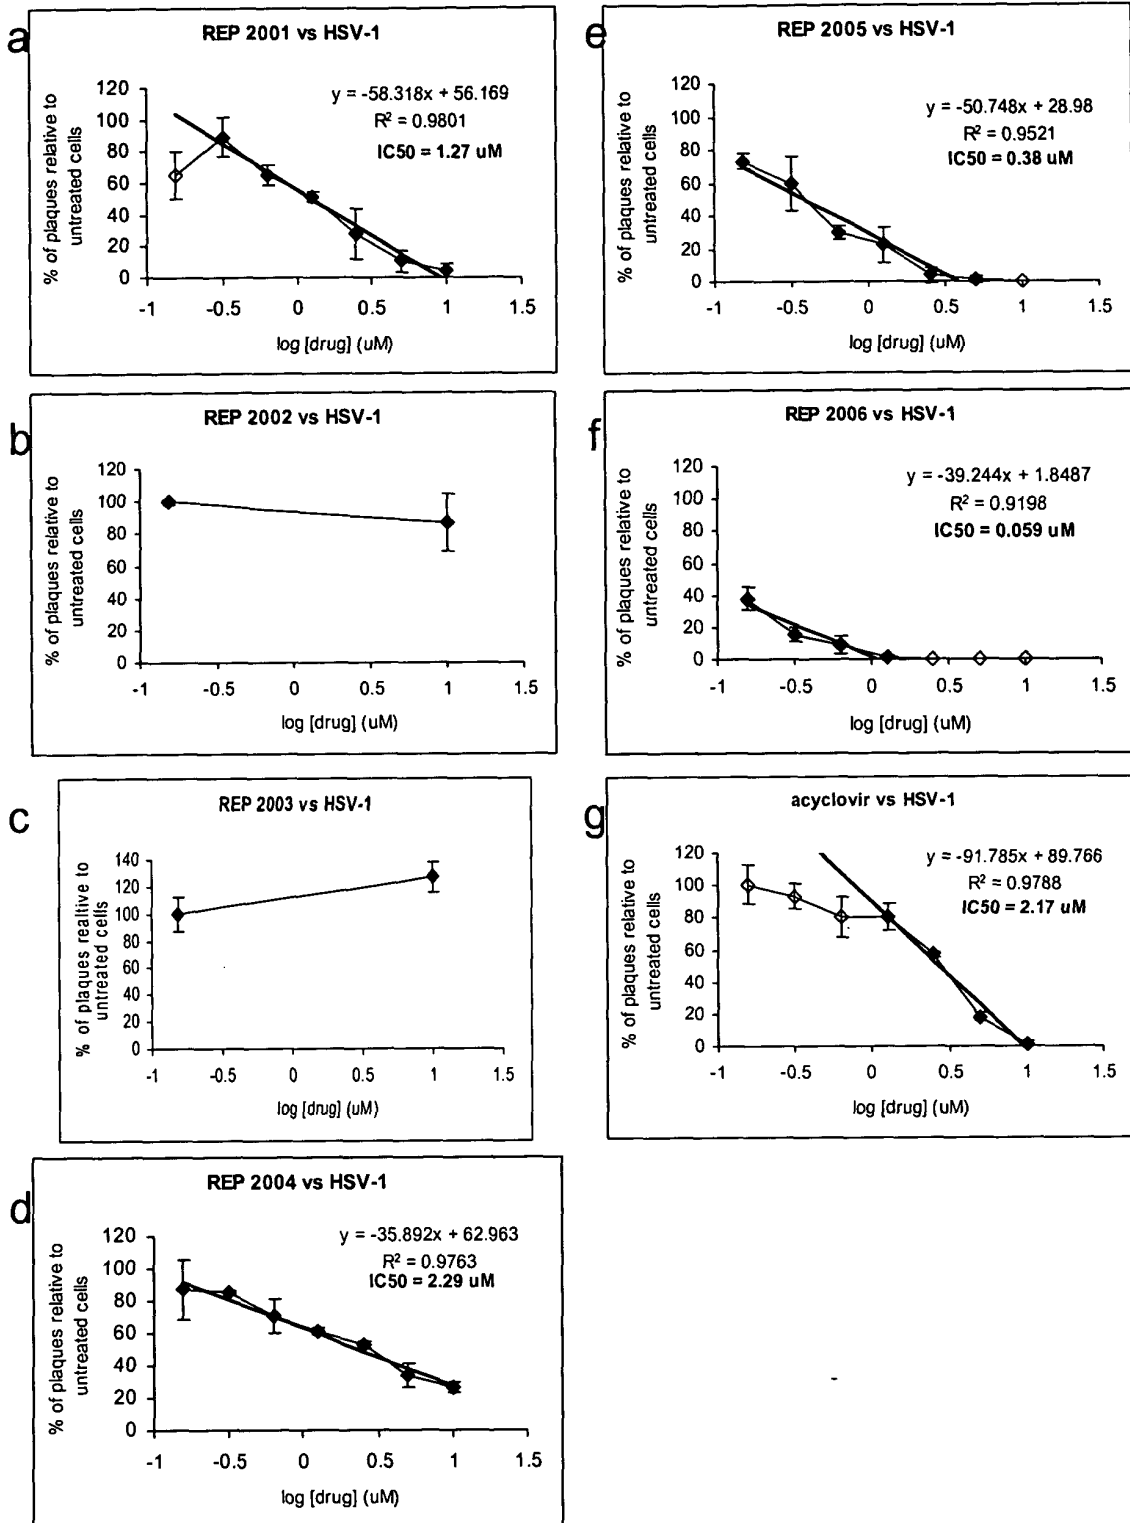 a
REP 2001 vs HSV-1
% of plaques relative to
untreated cells
120
100
80
60
40
20
0
y = -58.318x + 56.169
R² = 0.9801
IC50 = 1.27 uM
-1 -0.5 0 0.5 1 1.5
log [drug] (uM)
b
REP 2002 vs HSV-1
% of plaques relative to
untreated cells
120
100
80
60
40
20
0
-1 -0.5 0 0.5 1 1.5
log [drug] (uM)
c
REP 2003 vs HSV-1
% of plaques realtive to
untreated cells
140
120
100
80
60
40
20
0
-1 -0.5 0 0.5 1 1.5
log [drug] (uM)
d
REP 2004 vs HSV-1
% of plaques relative to
untreated cells
120
100
80
60
40
20
0
y = -35.892x + 62.963
R² = 0.9763
IC50 = 2.29 uM
-1 -0.5 0 0.5 1 1.5
log [drug] (uM)
e
REP 2005 vs HSV-1
% of plaques relative to
untreated cells
120
100
80
60
40
20
0
y = -50.748x + 28.98
R² = 0.9521
IC50 = 0.38 uM
-1 -0.5 0 0.5 1 1.5
log [drug] (uM)
f
REP 2006 vs HSV-1
% of plaques relative to
untreated cells
120
100
80
60
40
20
0
y = -39.244x + 1.8487
R² = 0.9198
IC50 = 0.059 uM
-1 -0.5 0 0.5 1 1.5
log [drug] (uM)
g
acyclovir vs HSV-1
% of plaques relative to
untreated cells
120
100
80
60
40
20
0
y = -91.785x + 89.766
R² = 0.9788
IC50 = 2.17 uM
-1 -0.5 0 0.5 1 1.5
log [drug] (uM)